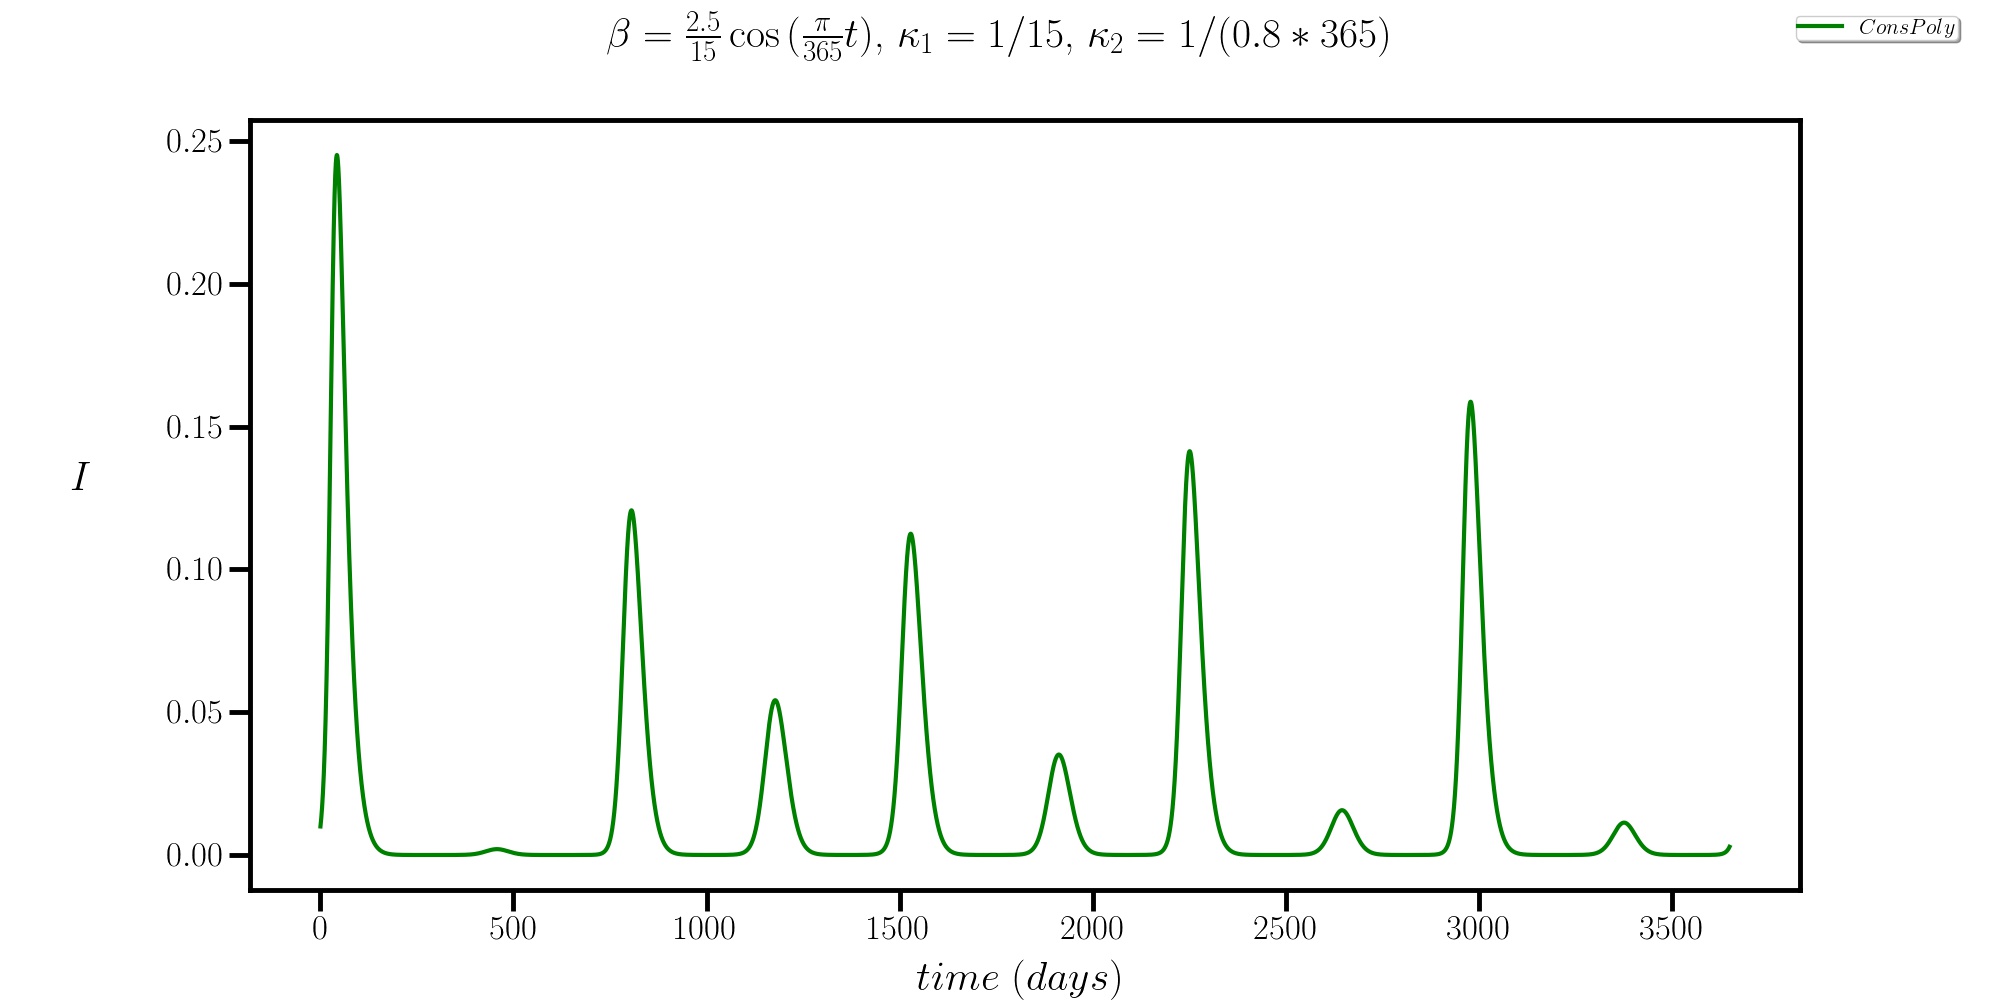 β = 2.5/15 cos (π/365 t), κ₁ = 1/15, κ₂ = 1/(0.8 * 365)
ConsPoly
0.25
0.20
0.15
I
0.10
0.05
0.00
0 500 1000 1500 2000 2500 3000 3500
time (days)